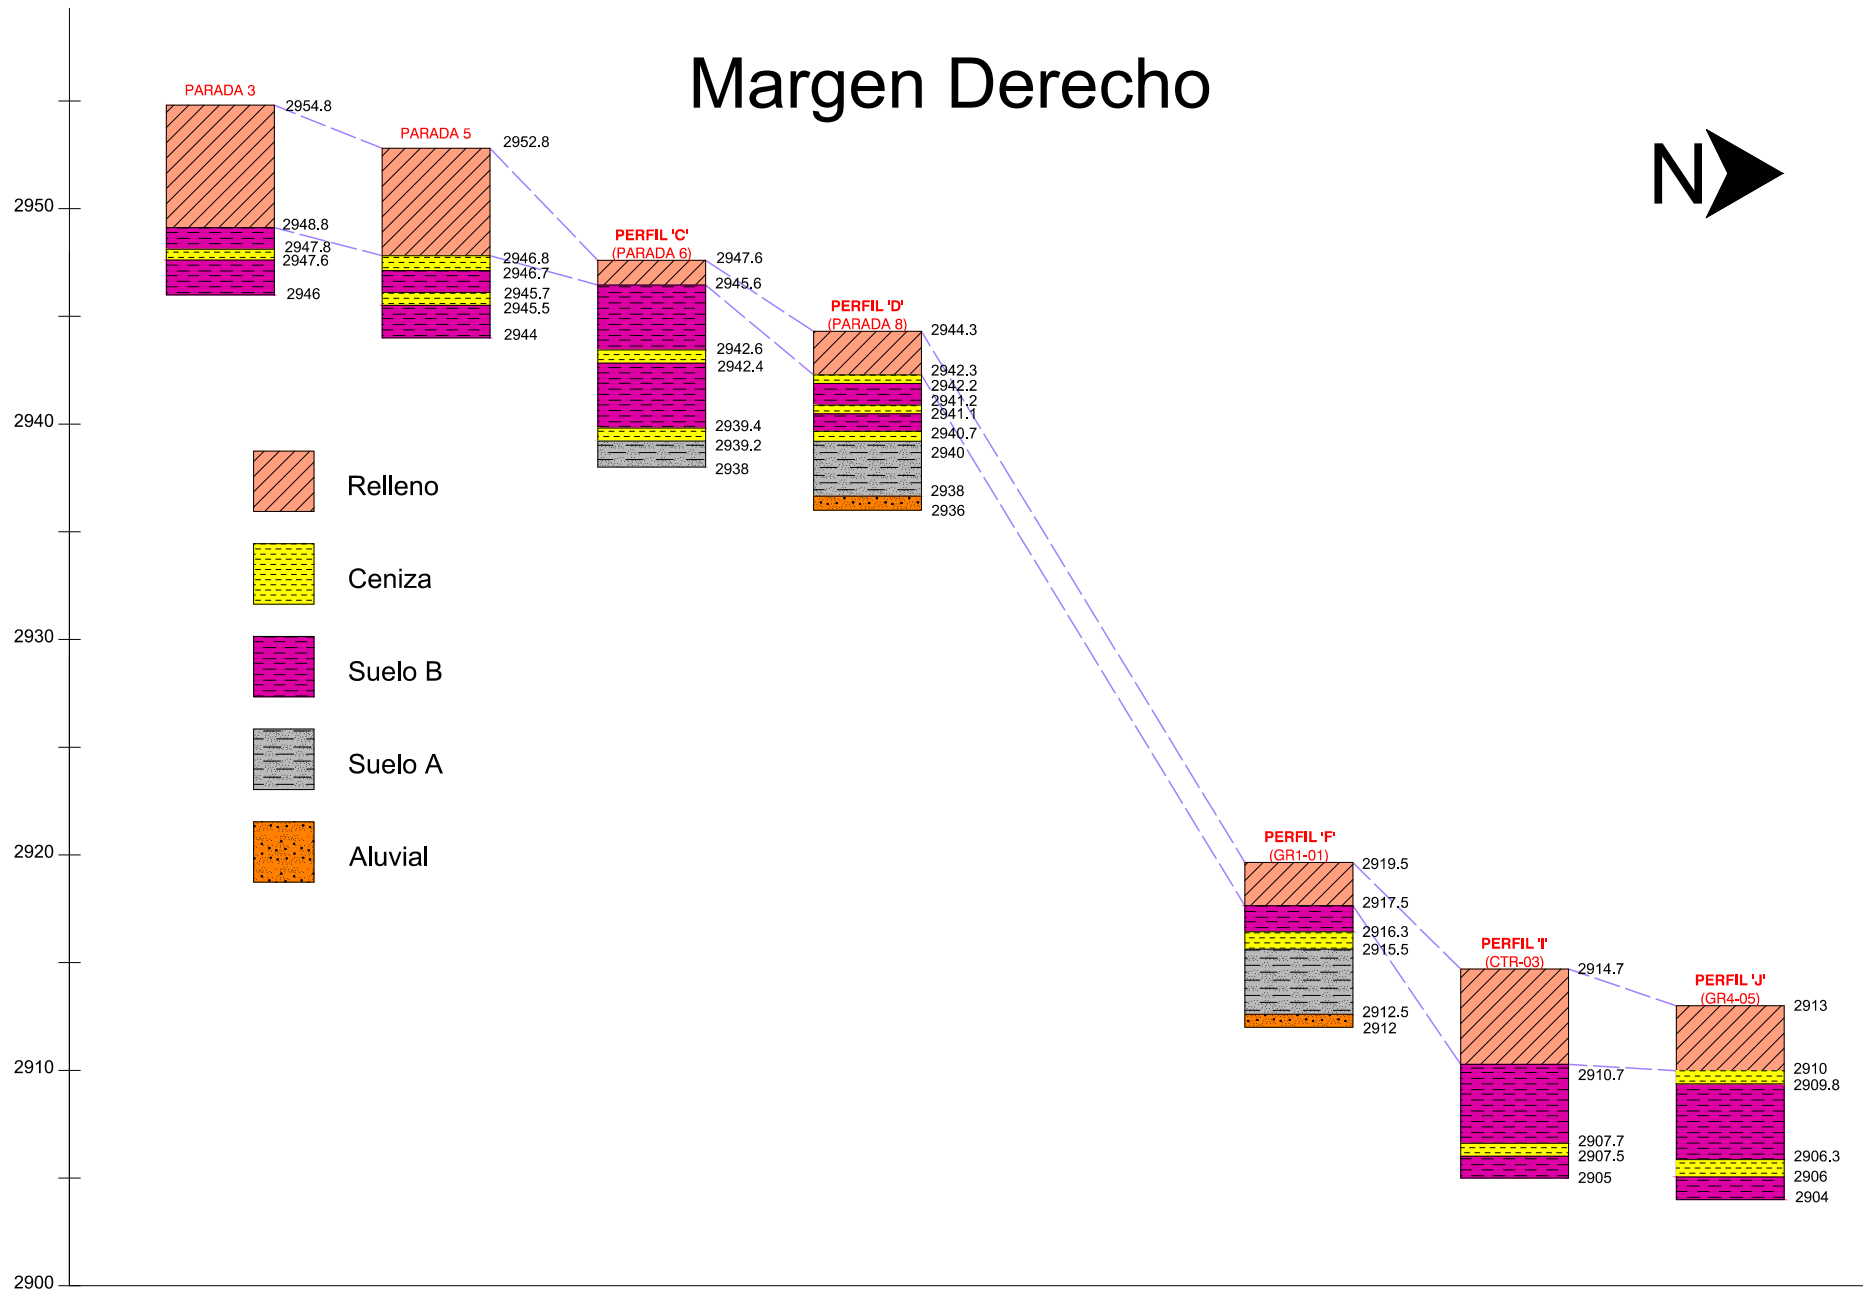 Margen Derecho
N
2950
2940
2930
2920
2910
2900
PARADA 3
2954.8
2948.8
2947.8
2947.6
2946
PARADA 5
2952.8
2946.8
2946.7
2945.7
2945.5
2944
PERFIL 'C'
(PARADA 6)
2947.6
2945.6
2942.6
2942.4
2939.4
2939.2
2938
PERFIL 'D'
(PARADA 8)
2944.3
2942.3
2942.2
2941.2
2941.1
2940.7
2940
2938
2936
Relleno
Ceniza
Suelo B
Suelo A
Aluvial
PERFIL 'F'
(GR1-01)
2919.5
2917.5
2916.3
2915.5
2912.5
2912
PERFIL 'I'
(CTR-03)
2914.7
2910.7
2907.7
2907.5
2905
PERFIL 'J'
(GR4-05)
2913
2910
2909.8
2906.3
2906
2904